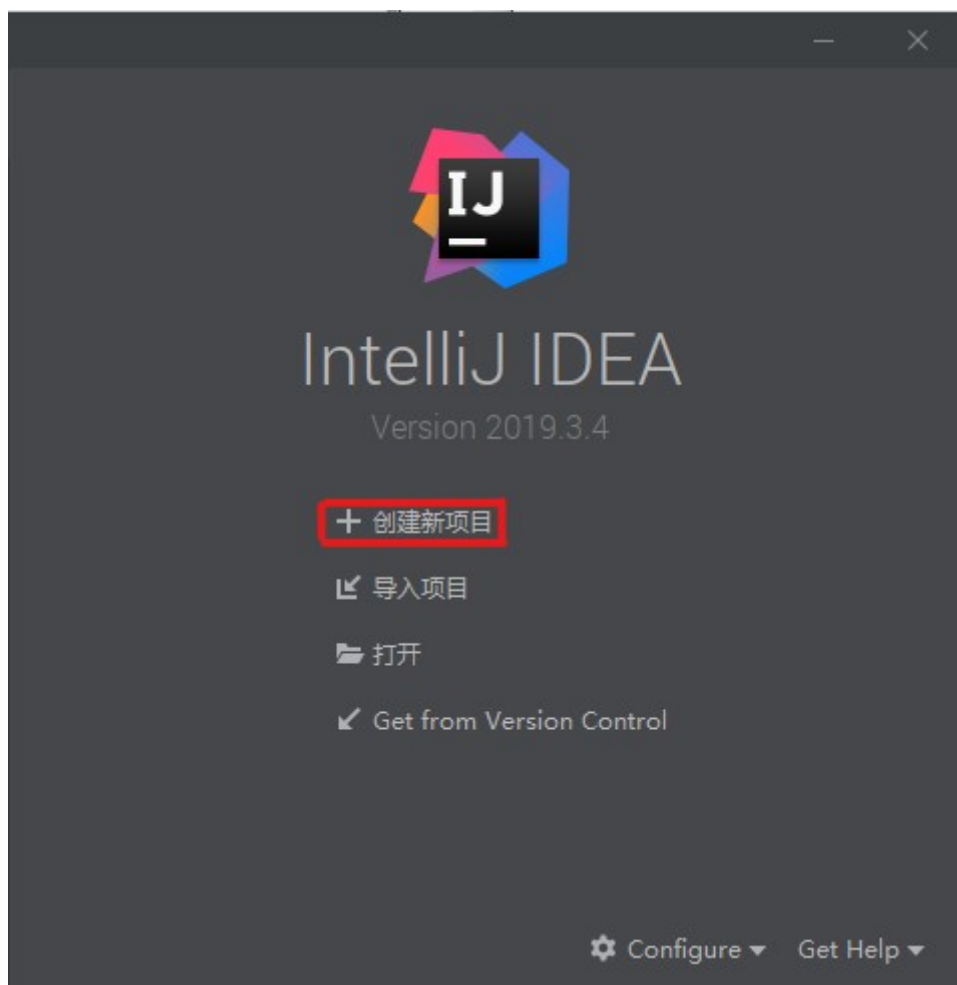 IJ
IntelliJ IDEA
Version 2019.3.4
创建新项目
导入项目
打开
Get from Version Control
Configure
Get Help